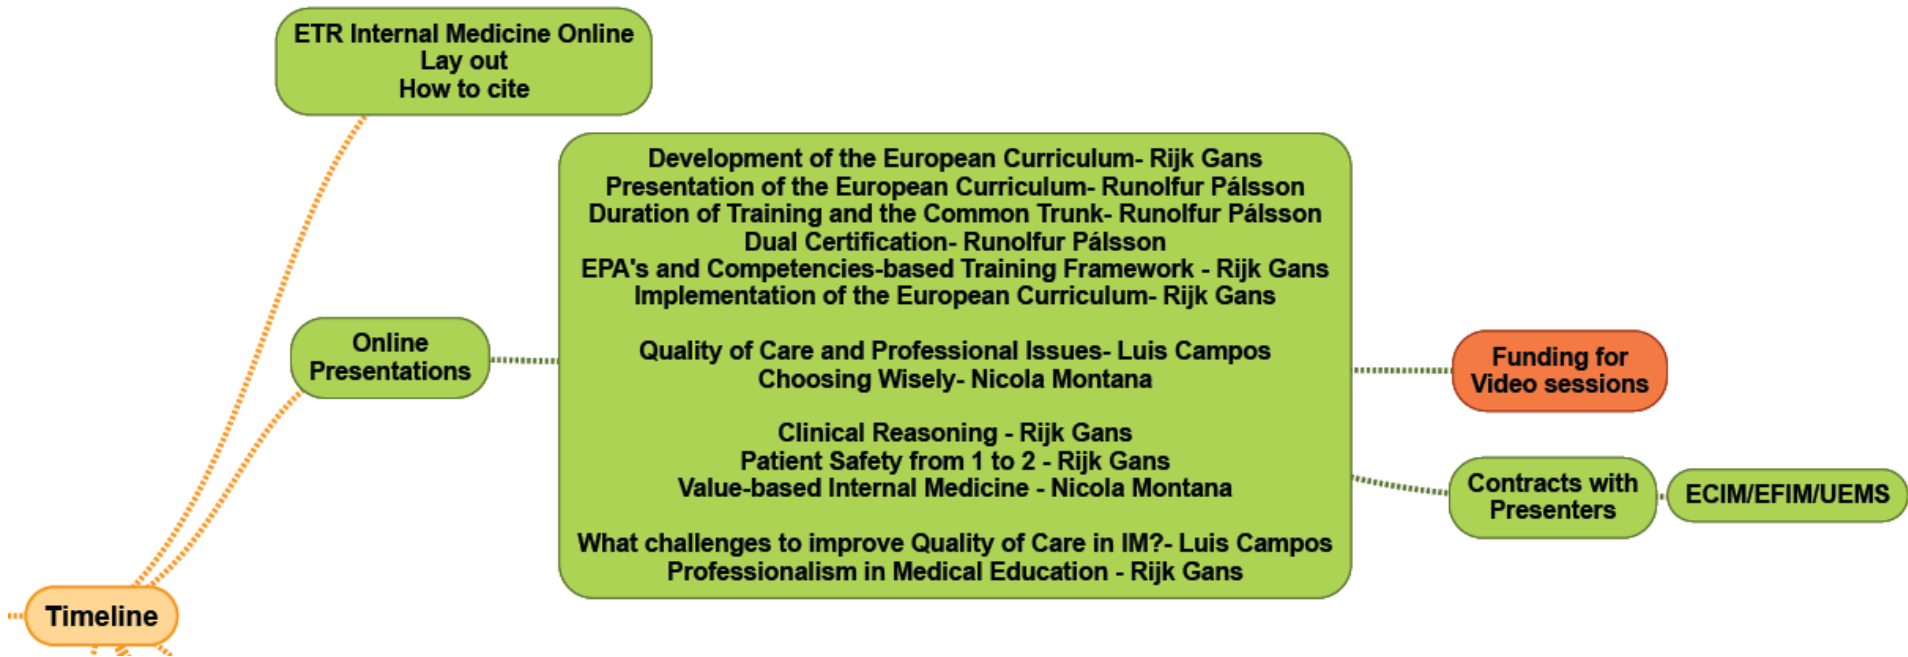 ETR Internal Medicine Online
Lay out
How to cite
Development of the European Curriculum- Rijk Gans
Presentation of the European Curriculum- Runolfur Pálsson
Duration of Training and the Common Trunk- Runolfur Pálsson
Dual Certification- Runolfur Pálsson
EPA's and Competencies-based Training Framework - Rijk Gans
Implementation of the European Curriculum- Rijk Gans
Quality of Care and Professional Issues- Luis Campos
Choosing Wisely- Nicola Montana
Clinical Reasoning - Rijk Gans
Patient Safety from 1 to 2 - Rijk Gans
Value-based Internal Medicine - Nicola Montana
What challenges to improve Quality of Care in IM?- Luis Campos
Professionalism in Medical Education - Rijk Gans
Online
Presentations
Funding for
Video sessions
Contracts with
Presenters
ECIM/EFIM/UEMS
Timeline